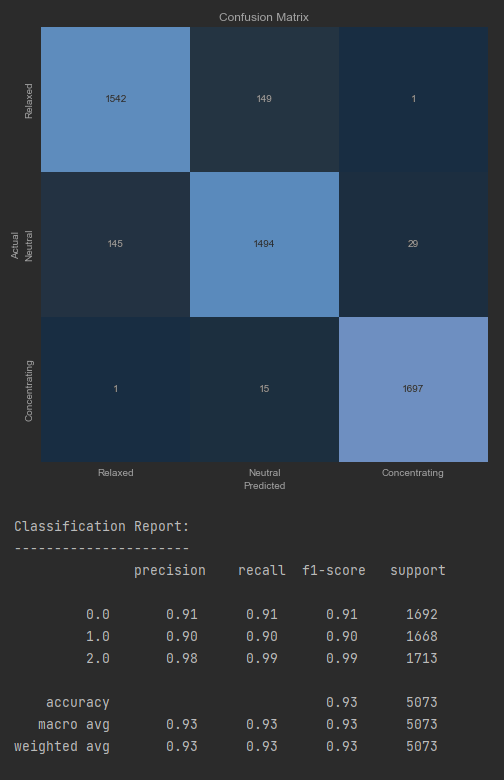 Confusion Matrix
Relaxed
1542 149 1
Actual
Neutral
145 1494 29
Concentrating
1 15 1697
Relaxed Neutral Concentrating
Predicted
Classification Report:
----------------------
precision recall f1-score support
0.0 0.91 0.91 0.91 1692
1.0 0.90 0.90 0.90 1668
2.0 0.98 0.99 0.99 1713
accuracy 0.93 5073
macro avg 0.93 0.93 0.93 5073
weighted avg 0.93 0.93 0.93 5073